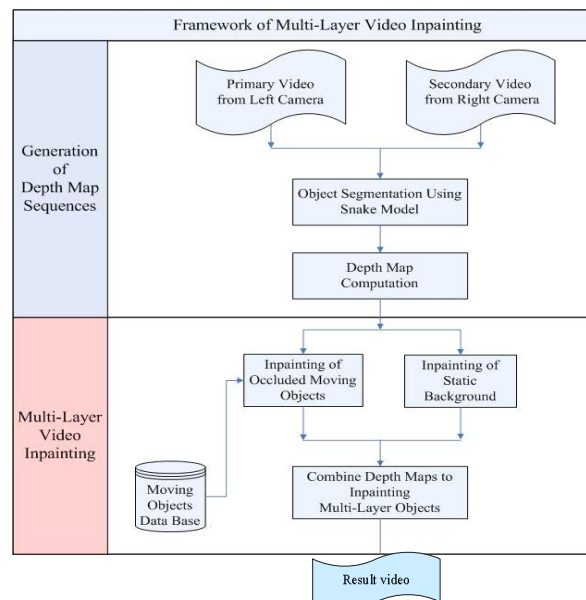 Framework of Multi-Layer Video Inpainting
Primary Video
from Left Camera
Secondary Video
from Right Camera
Generation
of
Depth Map
Sequences
Object Segmentation Using
Snake Model
Depth Map
Computation
Inpainting of
Occluded Moving
Objects
Inpainting of
Static
Background
Multi-Layer
Video
Inpainting
Moving
Objects
Data Base
Combine Depth Maps to
Inpainting
Multi-Layer Objects
Result video